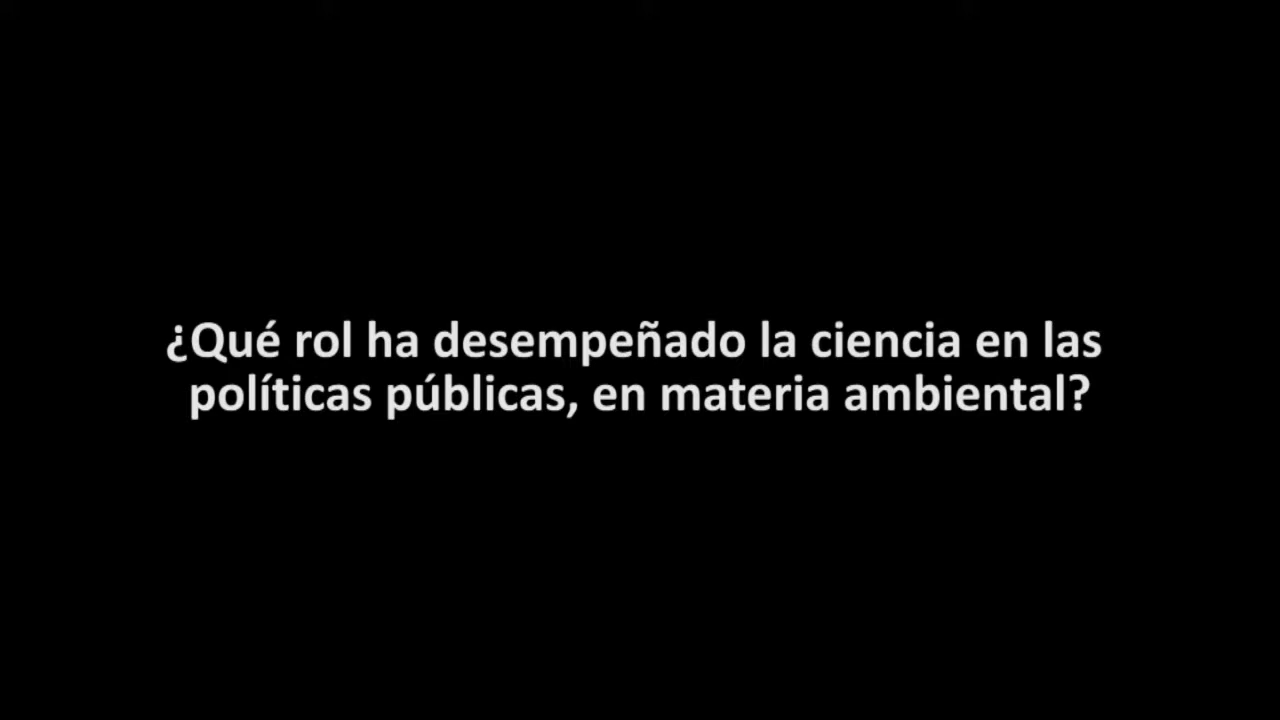 ¿Qué rol ha desempeñado la ciencia en las
políticas públicas, en materia ambiental?